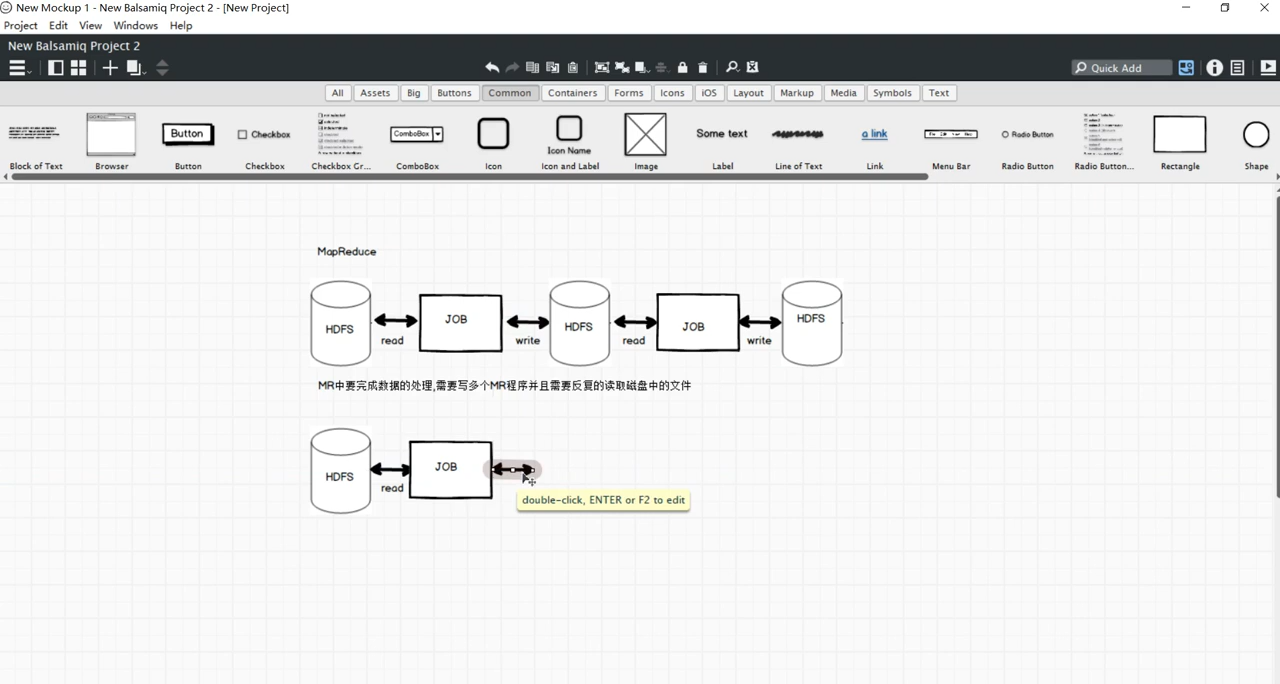 New Mockup 1 - New Balsamiq Project 2 - [New Project]
Project Edit View Windows Help
New Balsamiq Project 2
Quick Add
All Assets Big Buttons Common Containers Forms Icons iOS Layout Markup Media Symbols Text
Button Checkbox ComboBox Icon Name Some text a link Radio Button
Block of Text Browser Button Checkbox Checkbox Gr... ComboBox Icon Icon and Label Image Label Line of Text Link Menu Bar Radio Button Radio Button... Rectangle Shape
MapReduce
HDFS JOB HDFS JOB HDFS
read write read write
MR中要完成数据的处理,需要写多个MR程序并且需要反复的读取磁盘中的文件
HDFS JOB
read
double-click, ENTER or F2 to edit